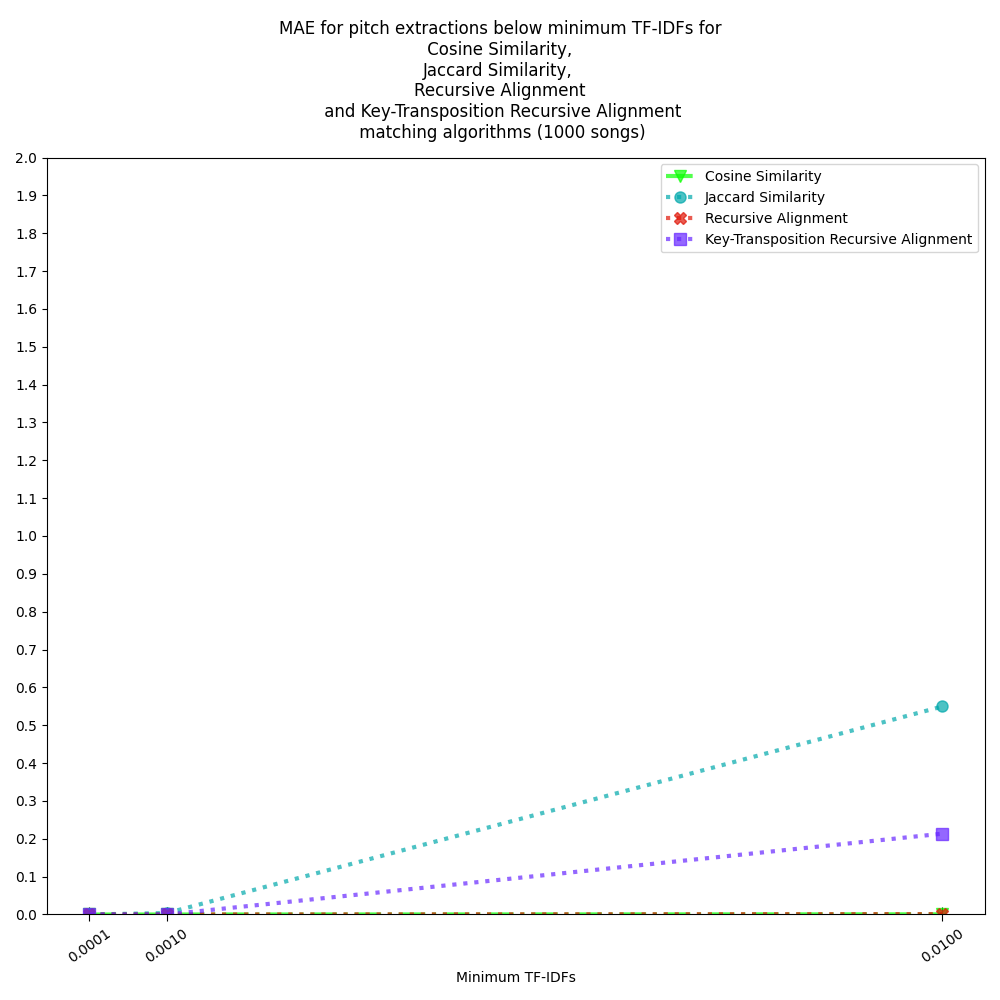 MAE for pitch extractions below minimum TF-IDFs for
Cosine Similarity,
Jaccard Similarity,
Recursive Alignment
and Key-Transposition Recursive Alignment
matching algorithms (1000 songs)
Cosine Similarity
Jaccard Similarity
Recursive Alignment
Key-Transposition Recursive Alignment
2.0
1.9
1.8
1.7
1.6
1.5
1.4
1.3
1.2
1.1
1.0
0.9
0.8
0.7
0.6
0.5
0.4
0.3
0.2
0.1
0.0
0.0001
0.0010
0.0100
Minimum TF-IDFs